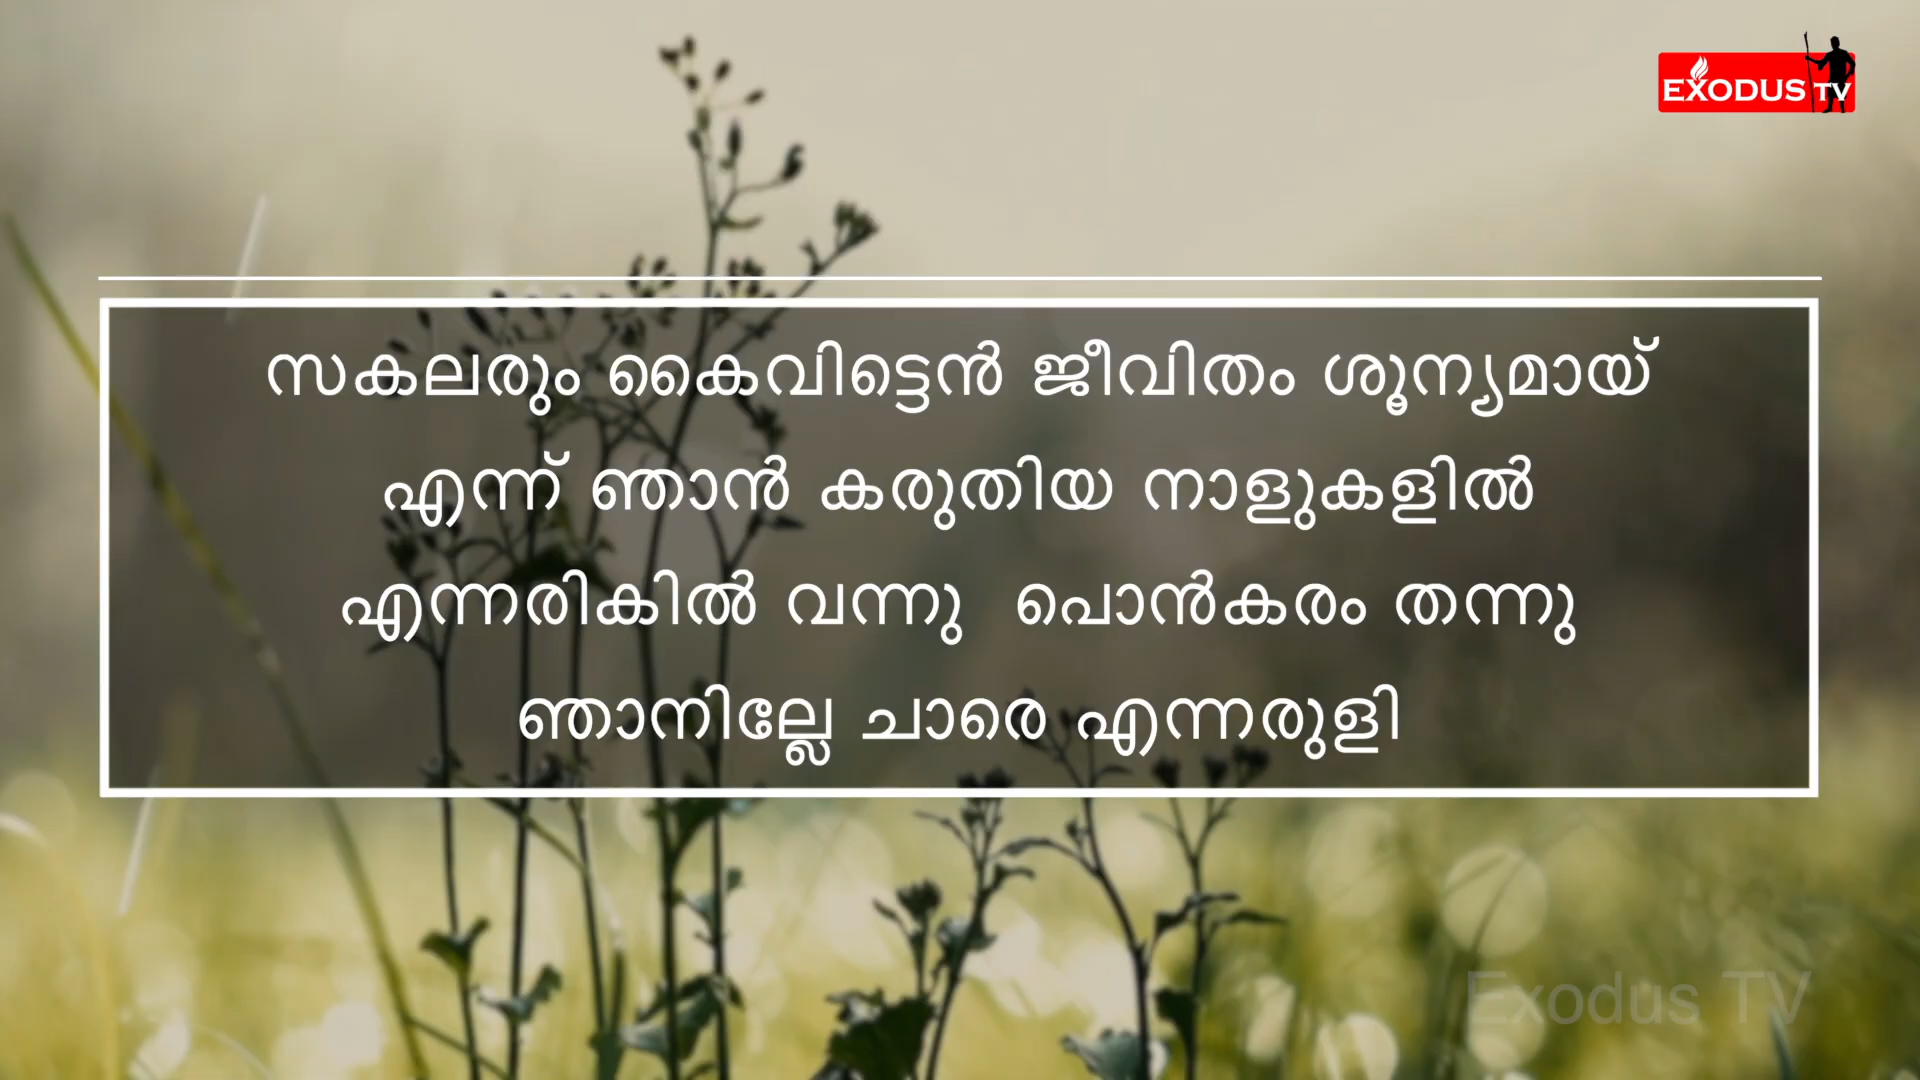 EXODUS TV
സകലരും കൈവിട്ടെൻ ജീവിതം ശൂന്യമായ്
എന്ന് ഞാൻ കരുതിയ നാളുകളിൽ
എന്നരികിൽ വന്നു പൊൻകരം തന്നു
ഞാനില്ലേ ചാരെ എന്നരുളി
Exodus TV